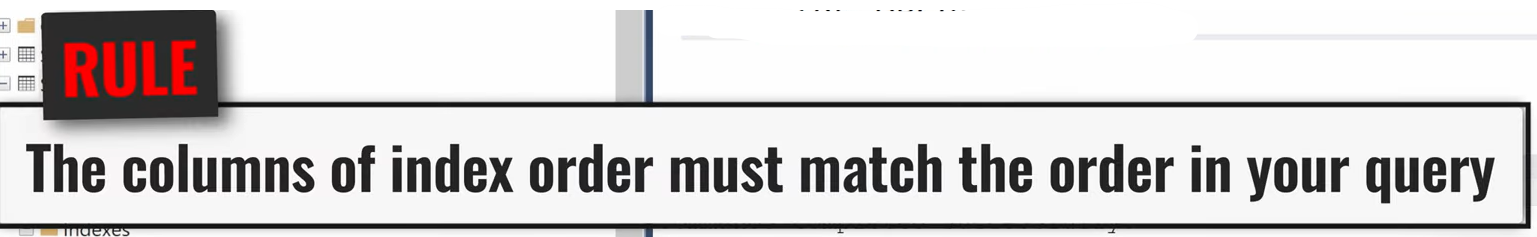 RULE
The columns of index order must match the order in your query
Indexes